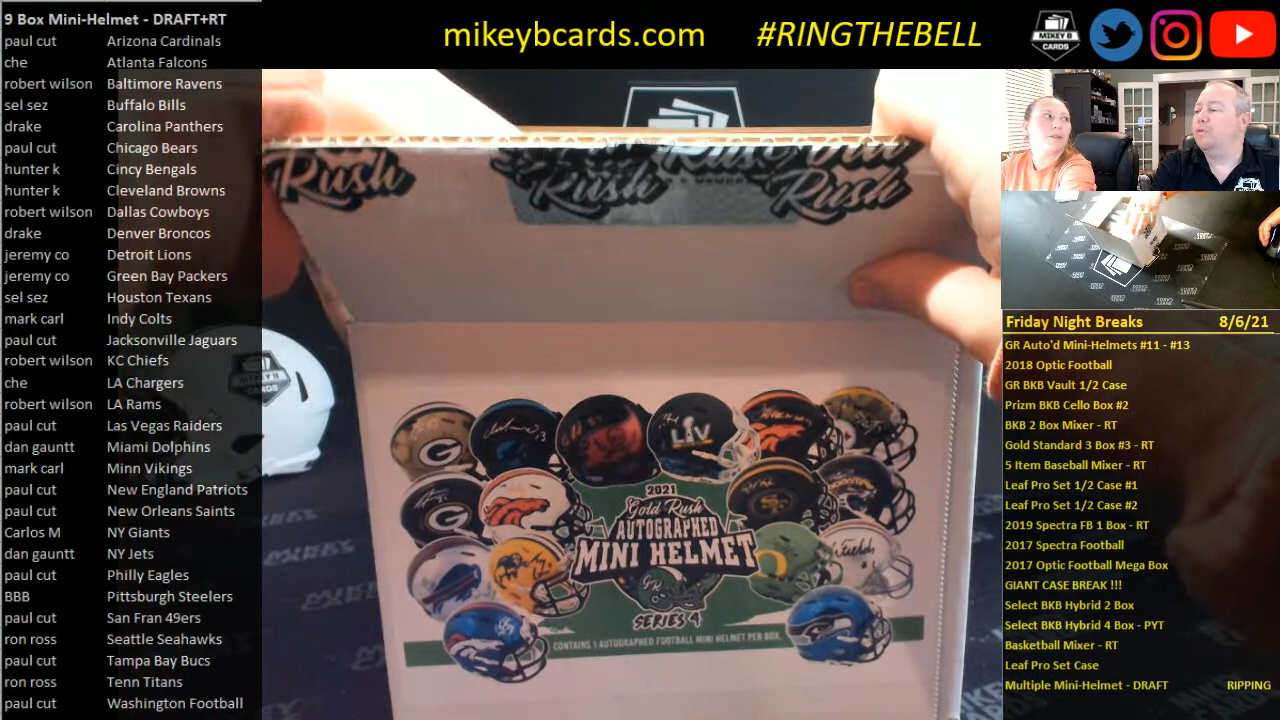 9 Box Mini-Helmet - DRAFT+RT
paul cut Arizona Cardinals
che Atlanta Falcons
robert wilson Baltimore Ravens
sel sez Buffalo Bills
drake Carolina Panthers
paul cut Chicago Bears
hunter k Cincy Bengals
hunter k Cleveland Browns
robert wilson Dallas Cowboys
drake Denver Broncos
jeremy co Detroit Lions
jeremy co Green Bay Packers
sel sez Houston Texans
mark carl Indy Colts
paul cut Jacksonville Jaguars
robert wilson KC Chiefs
che LA Chargers
robert wilson LA Rams
paul cut Las Vegas Raiders
dan gauntt Miami Dolphins
mark carl Minn Vikings
paul cut New England Patriots
paul cut New Orleans Saints
Carlos M NY Giants
dan gauntt NY Jets
paul cut Philly Eagles
BBB Pittsburgh Steelers
paul cut San Fran 49ers
ron ross Seattle Seahawks
paul cut Tampa Bay Bucs
ron ross Tenn Titans
paul cut Washington Football
mikeybcards.com #RINGTHEBELL
MIKEY B
CARDS
Rush
Rush
Rush
MIKEY B
CARDS
G
LIV
G
2021
Gold Rush
AUTOGRAPHED
MINI HELMET
SERIES 4
CONTAINS 1 AUTOGRAPHED FOOTBALL MINI HELMET PER BOX
Friday Night Breaks 8/6/21
GR Auto'd Mini-Helmets #11 - #13
2018 Optic Football
GR BKB Vault 1/2 Case
Prizm BKB Cello Box #2
BKB 2 Box Mixer - RT
Gold Standard 3 Box #3 - RT
5 Item Baseball Mixer - RT
Leaf Pro Set 1/2 Case #1
Leaf Pro Set 1/2 Case #2
2019 Spectra FB 1 Box - RT
2017 Spectra Football
2017 Optic Football Mega Box
GIANT CASE BREAK !!!
Select BKB Hybrid 2 Box
Select BKB Hybrid 4 Box - PYT
Basketball Mixer - RT
Leaf Pro Set Case
Multiple Mini-Helmet - DRAFT RIPPING